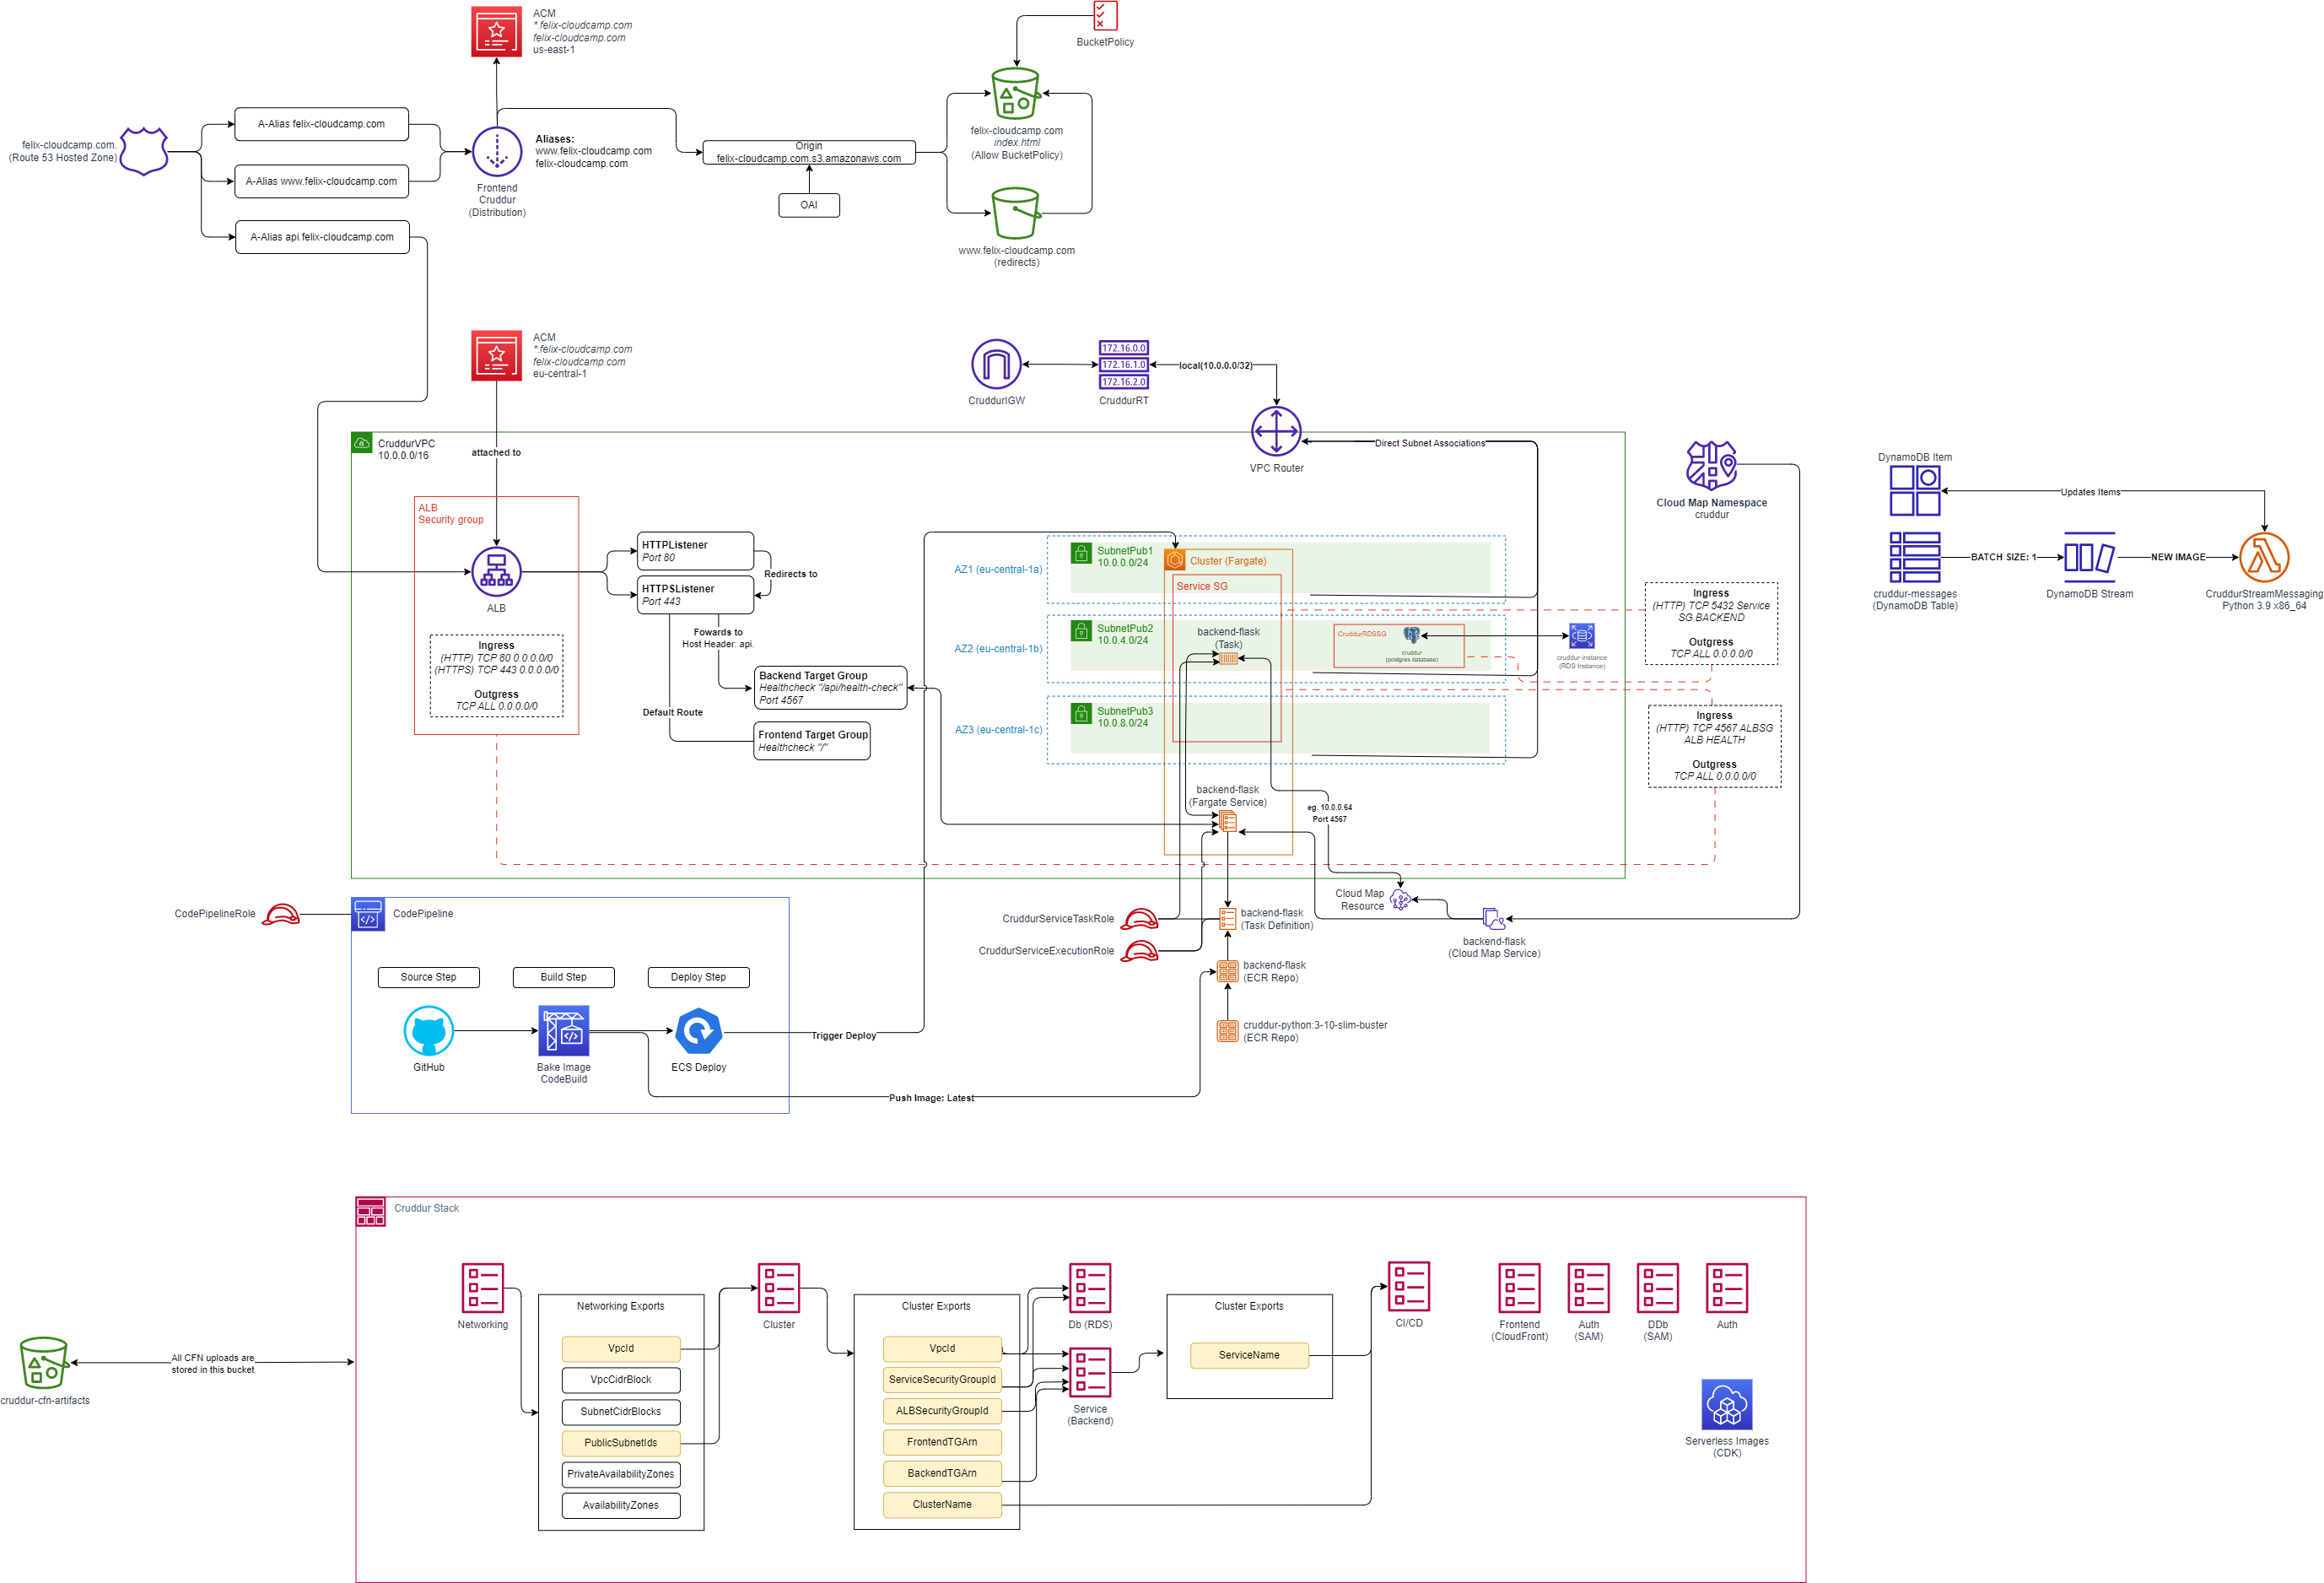 ACM
*.felix-cloudcamp.com
felix-cloudcamp.com
us-east-1
BucketPolicy
felix-cloudcamp.com.
(Route 53 Hosted Zone)
A-Alias felix-cloudcamp.com
A-Alias www.felix-cloudcamp.com
A-Alias api.felix-cloudcamp.com
Frontend
Cruddur
(Distribution)
Aliases:
www.felix-cloudcamp.com
felix-cloudcamp.com
Origin
felix-cloudcamp.com.s3.amazonaws.com
OAI
felix-cloudcamp.com
index.html
(Allow BucketPolicy)
www.felix-cloudcamp.com
(redirects)
ACM
*.felix-cloudcamp.com
felix-cloudcamp.com
eu-central-1
attached to
CruddurIGW
172.16.0.0
172.16.1.0
172.16.2.0
CruddurRT
local(10.0.0.0/32)
VPC Router
Direct Subnet Associations
CruddurVPC
10.0.0.0/16
ALB
Security group
ALB
Ingress
(HTTP) TCP 80 0.0.0.0/0
(HTTPS) TCP 443 0.0.0.0/0
Outgress
TCP ALL 0.0.0.0/0
HTTPListener
Port 80
HTTPSListener
Port 443
Redirects to
Fowards to
Host Header: api.
Default Route
Backend Target Group
Healthcheck "/api/health-check"
Port 4567
Frontend Target Group
Healthcheck "/"
AZ1 (eu-central-1a)
SubnetPub1
10.0.0.0/24
AZ2 (eu-central-1b)
SubnetPub2
10.0.4.0/24
AZ3 (eu-central-1c)
SubnetPub3
10.0.8.0/24
Cluster (Fargate)
Service SG
backend-flask
(Task)
CruddurRDSSG
cruddur
(postgres database)
cruddur-instance
(RDS Instance)
backend-flask
(Fargate Service)
eg. 10.0.0.64
Port 4567
Cloud Map Namespace
cruddur
Ingress
(HTTP) TCP 5432 Service
SG BACKEND
Outgress
TCP ALL 0.0.0.0/0
Ingress
(HTTP) TCP 4567 ALBSG
ALB HEALTH
Outgress
TCP ALL 0.0.0.0/0
DynamoDB Item
Updates Items
cruddur-messages
(DynamoDB Table)
BATCH SIZE: 1
DynamoDB Stream
NEW IMAGE
CruddurStreamMessaging
Python 3.9 x86_64
Cloud Map
Resource
backend-flask
(Cloud Map Service)
CruddurServiceTaskRole
CruddurServiceExecutionRole
backend-flask
(Task Definition)
backend-flask
(ECR Repo)
cruddur-python:3-10-slim-buster
(ECR Repo)
CodePipelineRole
CodePipeline
Source Step
Build Step
Deploy Step
GitHub
Bake Image
CodeBuild
ECS Deploy
Trigger Deploy
Push Image: Latest
Cruddur Stack
cruddur-cfn-artifacts
All CFN uploads are
stored in this bucket
Networking
Networking Exports
VpcId
VpcCidrBlock
SubnetCidrBlocks
PublicSubnetIds
PrivateAvailabilityZones
AvailabilityZones
Cluster
Cluster Exports
VpcId
ServiceSecurityGroupId
ALBSecurityGroupId
FrontendTGArn
BackendTGArn
ClusterName
Db (RDS)
Service
(Backend)
Cluster Exports
ServiceName
CI/CD
Frontend
(CloudFront)
Auth
(SAM)
DDb
(SAM)
Auth
Serverless Images
(CDK)